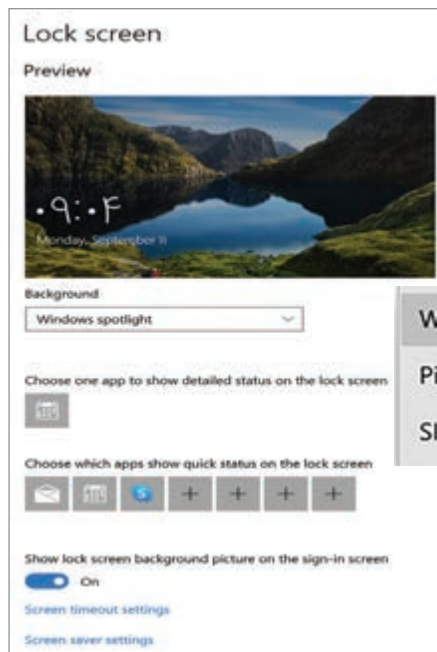 Lock screen
Preview
۰۹:۰۴
Monday, September 11
Background
Windows spotlight
Choose one app to show detailed status on the lock screen
Choose which apps show quick status on the lock screen
Show lock screen background picture on the sign-in screen
On
Screen timeout settings
Screen saver settings